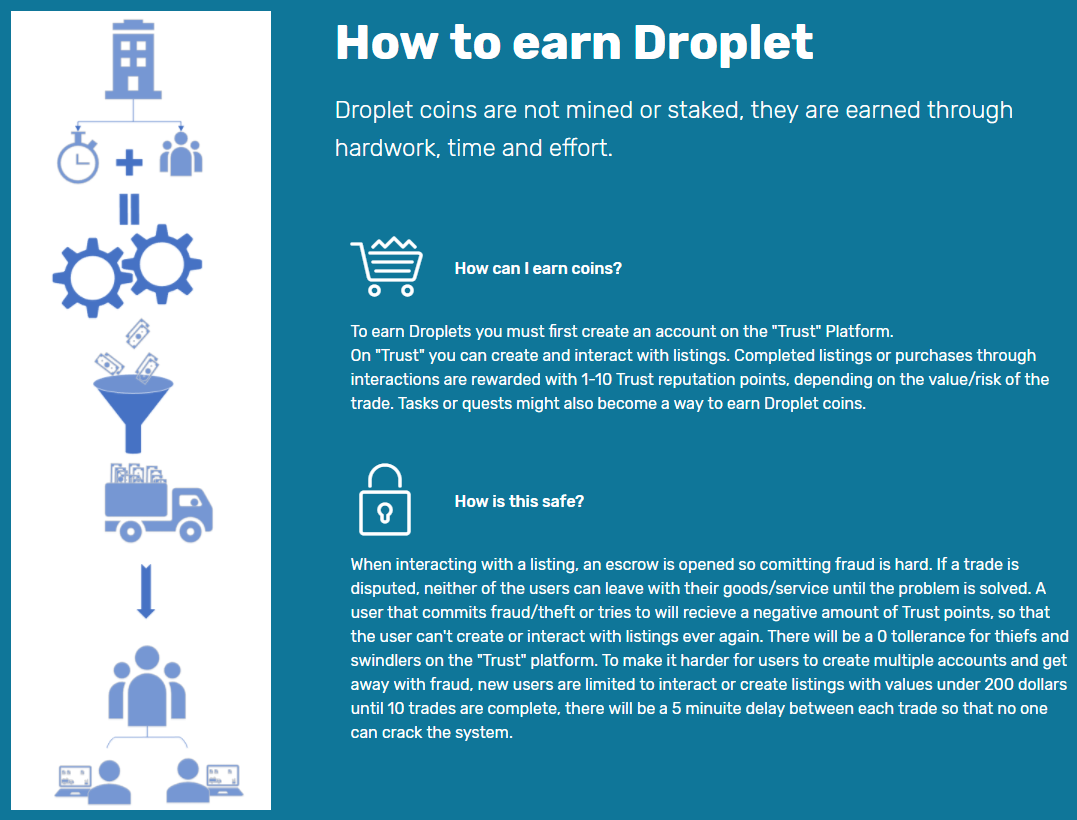 How to earn Droplet
Droplet coins are not mined or staked, they are earned through
hardwork, time and effort.
How can I earn coins?
To earn Droplets you must first create an account on the "Trust" Platform.
On "Trust" you can create and interact with listings. Completed listings or purchases through
interactions are rewarded with 1-10 Trust reputation points, depending on the value/risk of the
trade. Tasks or quests might also become a way to earn Droplet coins.
How is this safe?
When interacting with a listing, an escrow is opened so comitting fraud is hard. If a trade is
disputed, neither of the users can leave with their goods/service until the problem is solved. A
user that commits fraud/theft or tries to will recieve a negative amount of Trust points, so that
the user can't create or interact with listings ever again. There will be a 0 tollerance for thiefs and
swindlers on the "Trust" platform. To make it harder for users to create multiple accounts and get
away with fraud, new users are limited to interact or create listings with values under 200 dollars
until 10 trades are complete, there will be a 5 minuite delay between each trade so that no one
can crack the system.